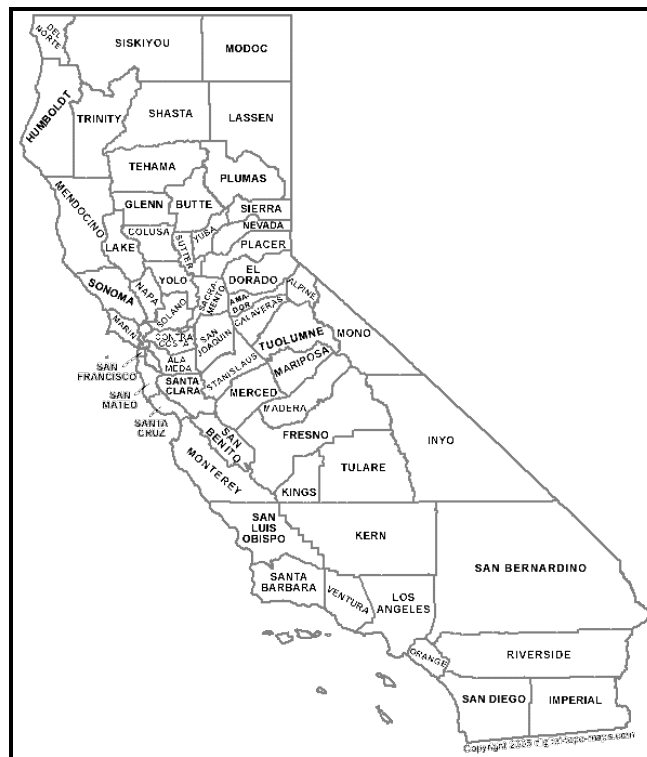 DEL
NORTE
SISKIYOU
MODOC
HUMBOLDT
TRINITY
SHASTA
LASSEN
TEHAMA
PLUMAS
MENDOCINO
GLENN
BUTTE
SIERRA
COLUSA
SUTTER
YUBA
NEVADA
LAKE
PLACER
SONOMA
NAPA
YOLO
EL
DORADO
SACRA-
MENTO
AMA-
DOR
ALPINE
SOLANO
CALAVERAS
MARIN
CONTRA
COSTA
SAN
JOAQUIN
TUOLUMNE
MONO
SAN
FRANCISCO
ALA
MEDA
STANISLAUS
MARIPOSA
SAN
MATEO
SANTA
CLARA
MERCED
MADERA
SANTA
CRUZ
SAN
BENITO
FRESNO
INYO
MONTEREY
KINGS
TULARE
SAN
LUIS
OBISPO
KERN
SAN BERNARDINO
SANTA
BARBARA
VENTURA
LOS
ANGELES
ORANGE
RIVERSIDE
SAN DIEGO
IMPERIAL
Copyright